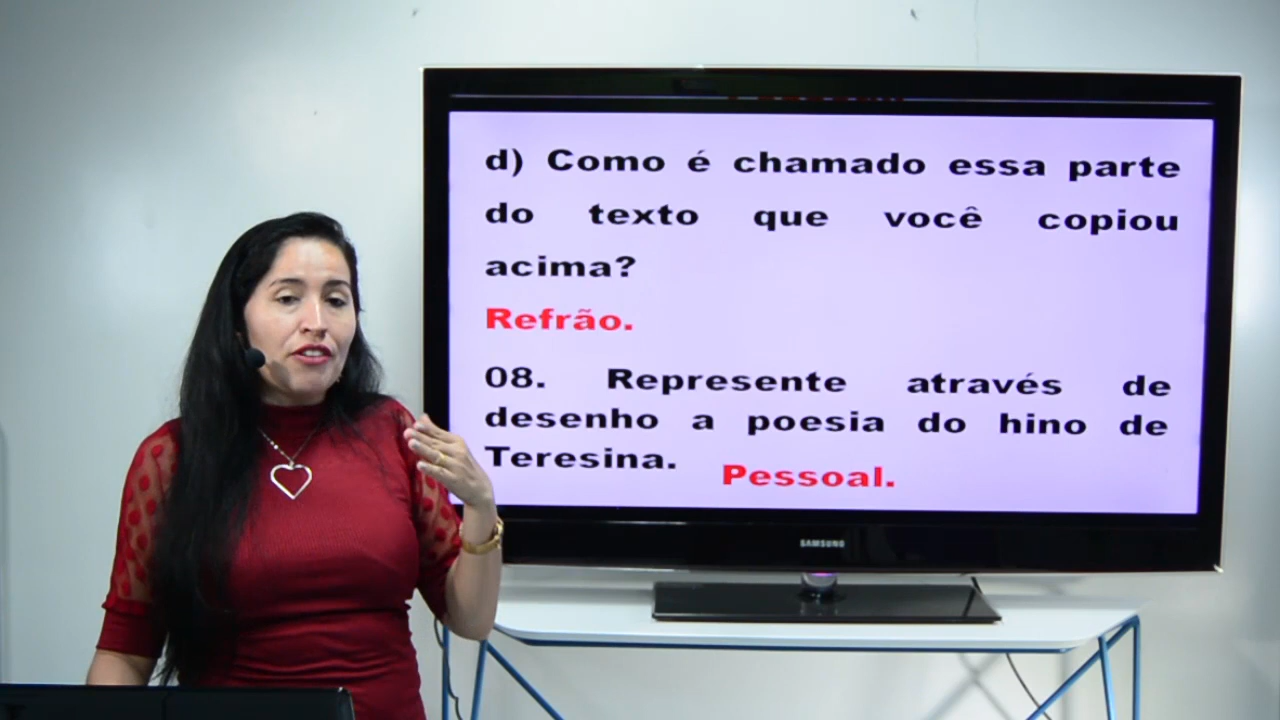 d) Como é chamado essa parte
do texto que você copiou
acima?
Refrão.
08. Represente através de
desenho a poesia do hino de
Teresina. Pessoal.
SAMSUNG